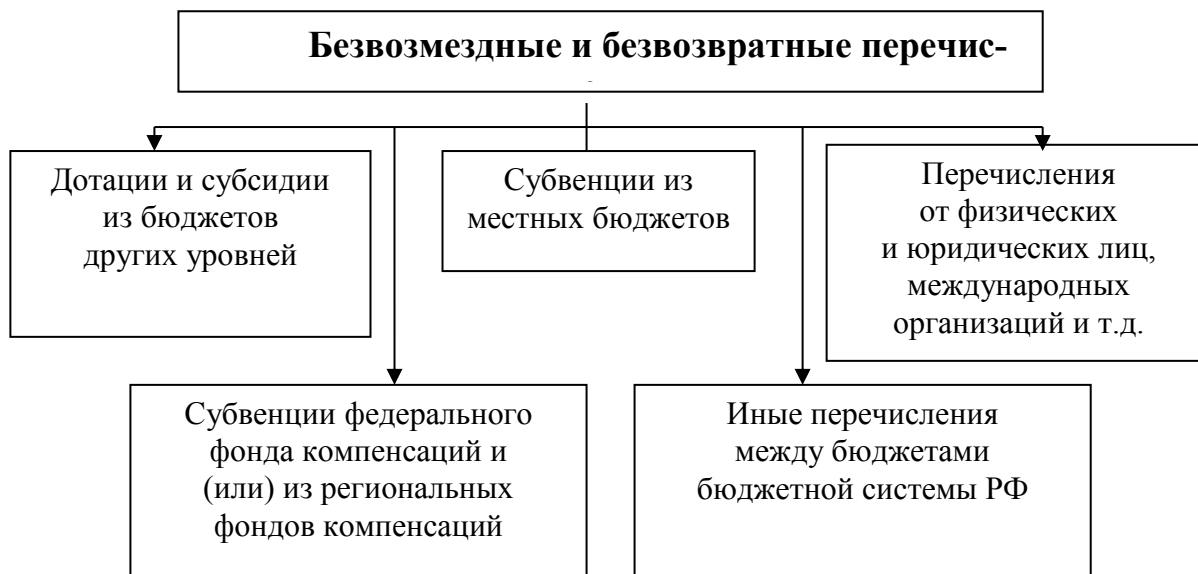 Безвозмездные и безвозвратные перечис-
Дотации и субсидии
из бюджетов
других уровней
Субвенции из
местных бюджетов
Перечисления
от физических
и юридических лиц,
международных
организаций и т.д.
Субвенции федерального
фонда компенсаций и
(или) из региональных
фондов компенсаций
Иные перечисления
между бюджетами
бюджетной системы РФ